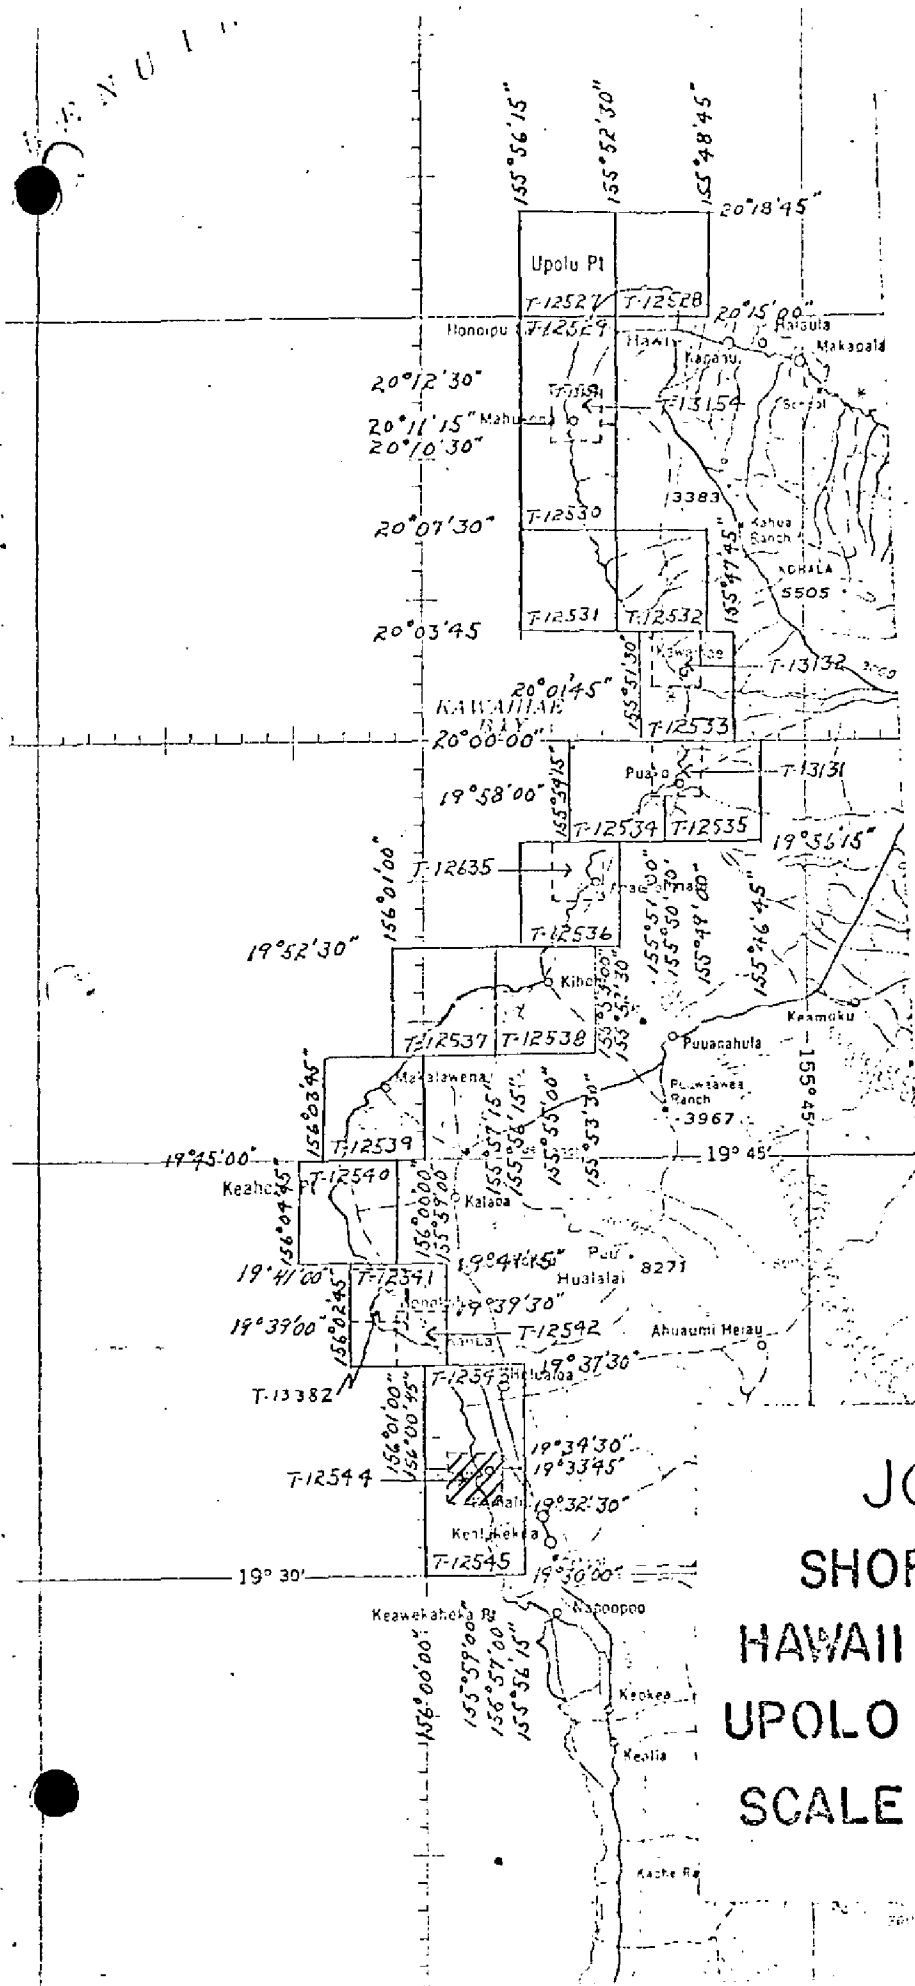 155°56'15"
155°52'30"
155°48'45"
20°18'45"
Upolu Pt
T-12527
T-12528
20°15'00"
Honoipu
T-12529
Hawi
Kapaau
Halaula
Makapala
20°12'30"
T-13154
School
20°11'15"
20°10'30"
3383
T-12530
20°07'30"
Kahua
Ranch
KOHALA
5505
155°47'45"
T-12531
T-12532
20°03'45"
155°51'30"
T-13132
20°01'45"
KAWAIHAE
BAY
T-12533
20°00'00"
155°54'15"
Puako
T-13131
19°58'00"
T-12534
T-12535
19°56'15"
T-12635
156°01'00"
T-12536
155°51'00"
155°50'30"
155°49'00"
155°46'45"
19°52'30"
Keamoku
T-12537
T-12538
Puuanahulu
156°03'45"
Makalawena
Puuwaawaa
Ranch
3967
155°45'
155°57'15"
155°56'15"
155°55'00"
155°53'30"
T-12539
19°45'00"
19° 45'
T-12540
156°04'45"
156°00'00"
155°59'00"
Kalaoa
Puu
Hualalai
8271
19°41'00"
T-12541
156°02'45"
19°39'30"
19°39'00"
T-12542
Ahuaumi Heiau
19°37'30"
T-12543
Holualoa
T-13382
156°01'00"
156°00'45"
19°34'30"
19°33'45"
T-12544
19°32'30"
T-12545
19° 30'
19°30'00"
Keawekaheka Pt
Napoopoo
156°00'00"
155°59'00"
156°57'00"
155°56'15"
Keokea
Kealia
JO
SHOR
HAWAII
UPOLO
SCALE